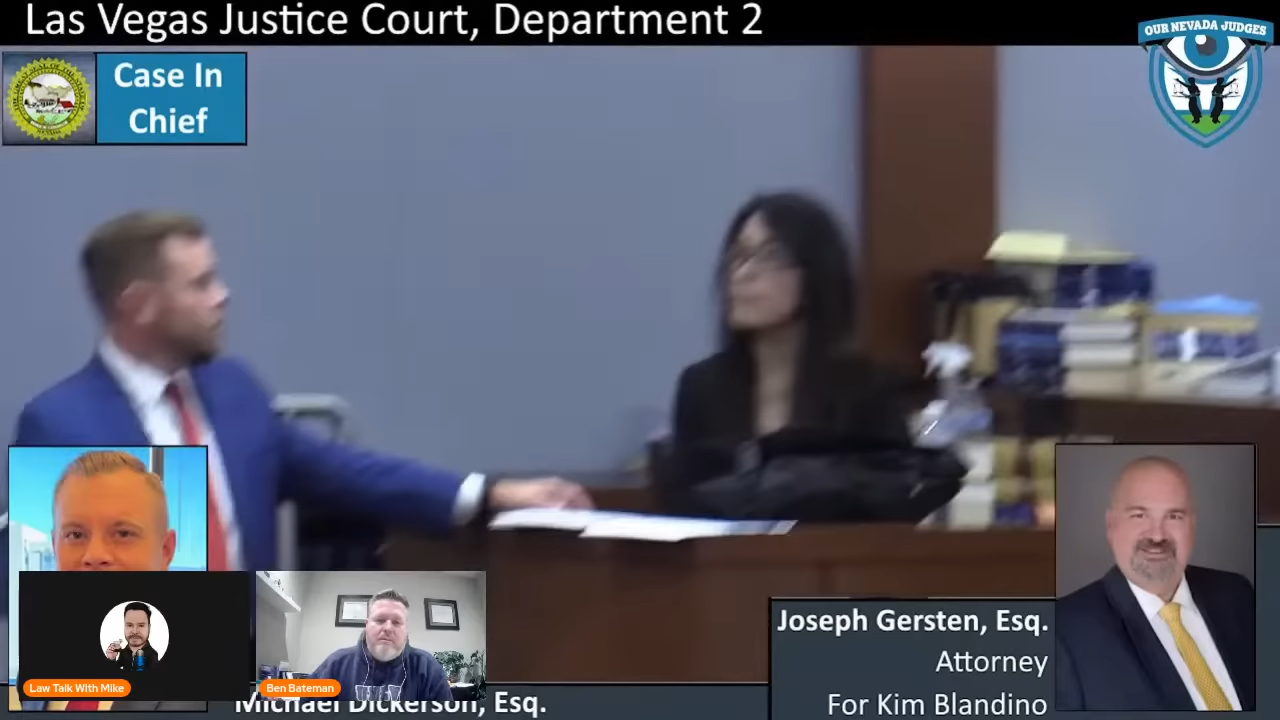 Las Vegas Justice Court, Department 2
OUR NEVADA JUDGES
Case In
Chief
Joseph Gersten, Esq.
Attorney
For Kim Blandino
Law Talk With Mike
Ben Bateman
Michael Dickerson, Esq.